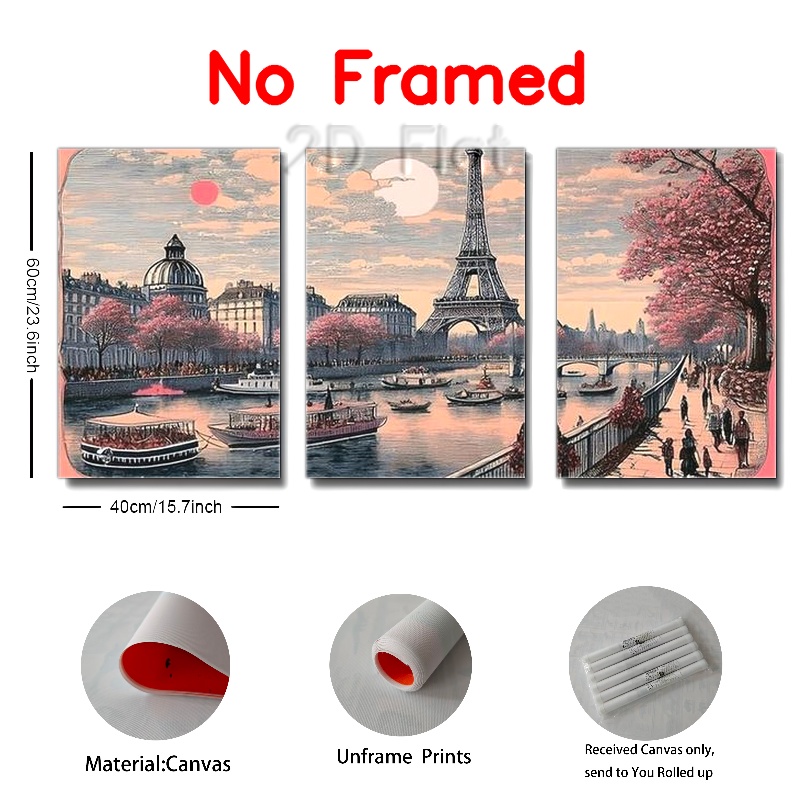 No Framed
2D Flat
60cm/23.6inch
40cm/15.7inch
Material:Canvas
Unframe Prints
Received Canvas only,
send to You Rolled up